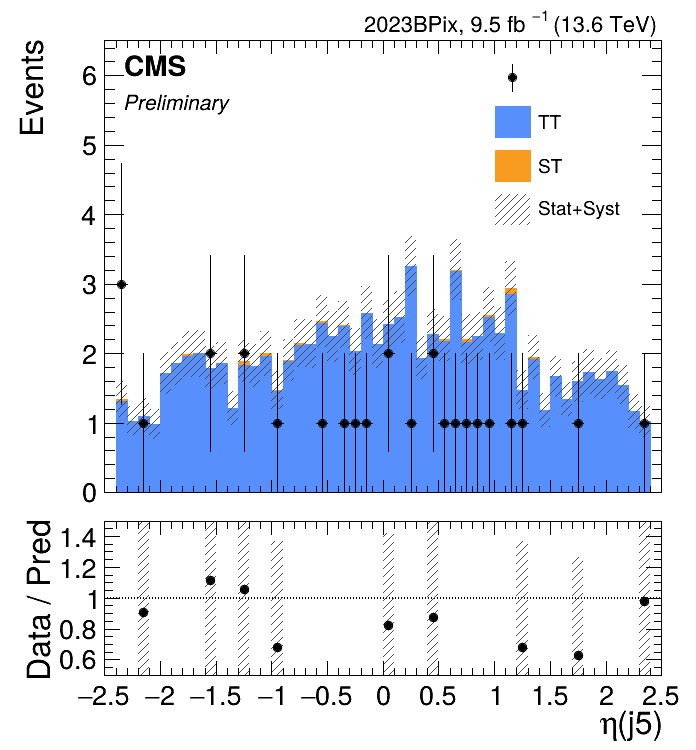 2023BPix, 9.5 fb⁻¹ (13.6 TeV)
CMS
Preliminary
TT
ST
Stat+Syst
Events
6
5
4
3
2
1
0
Data / Pred
1.4
1.2
1
0.8
0.6
−2.5 −2 −1.5 −1 −0.5 0 0.5 1 1.5 2 2.5
η(j5)